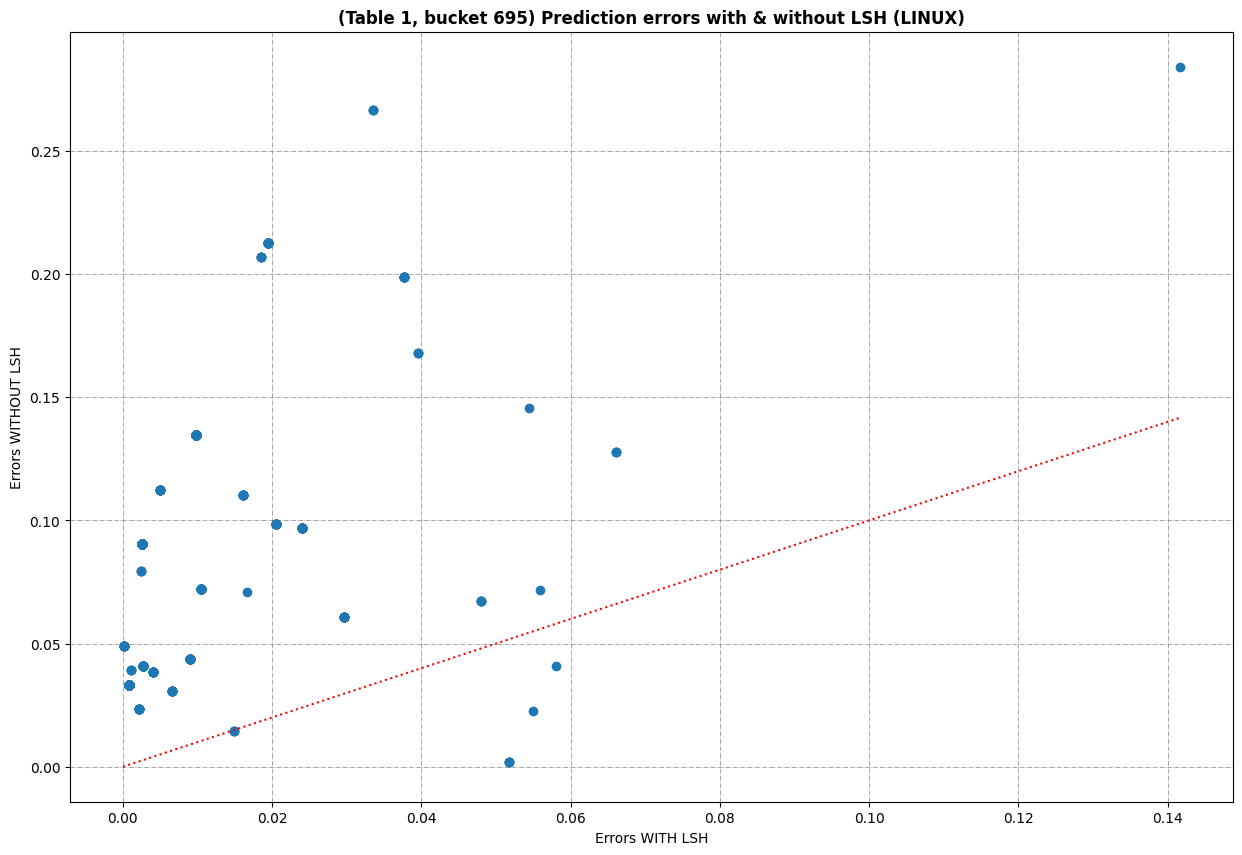 (Table 1, bucket 695) Prediction errors with & without LSH (LINUX)
Errors WITHOUT LSH
0.25
0.20
0.15
0.10
0.05
0.00
0.00 0.02 0.04 0.06 0.08 0.10 0.12 0.14
Errors WITH LSH